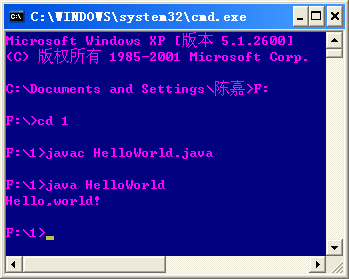 C:\WINDOWS\system32\cmd.exe
Microsoft Windows XP [版本 5.1.2600]
(C) 版权所有 1985-2001 Microsoft Corp.
C:\Documents and Settings\陈嘉>F:
F:\>cd 1
F:\1>javac HelloWorld.java
F:\1>java HelloWorld
Hello,world!
F:\1>_